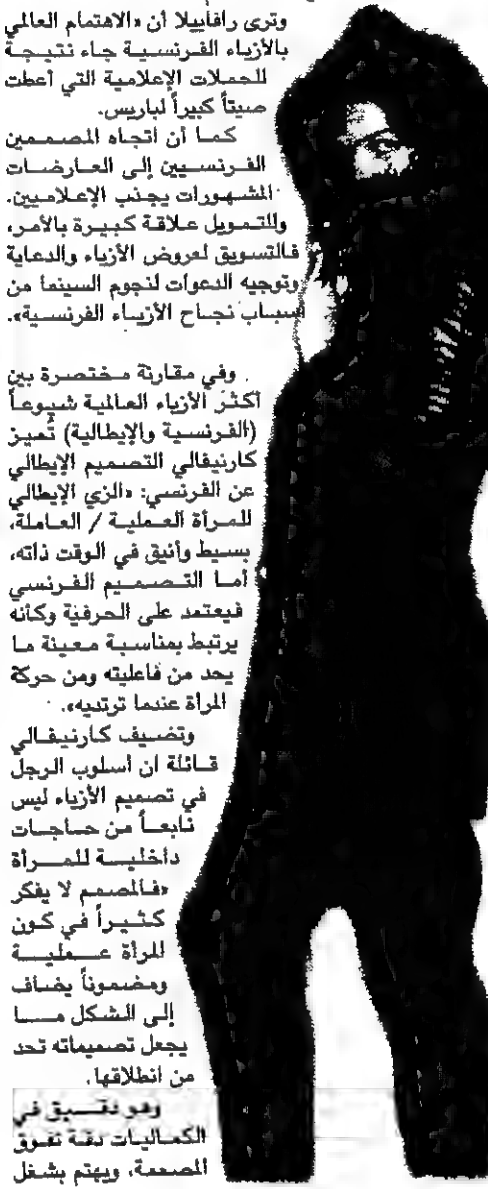 وترى رافاييلا أن «الاهتمام العالمي
بالأزياء الفرنسية جاء نتيجة
للحملات الإعلامية التي أعطت
صيتاً كبيراً لباريس.
كما أن اتجاه المصممين
الفرنسيين إلى العارضات
المشهورات يجذب الإعلاميين.
وللتمويل علاقة كبيرة بالأمر،
فالتسويق لعروض الأزياء والدعاية
وتوجيه الدعوات لنجوم السينما من
أسباب نجاح الأزياء الفرنسية».
وفي مقارنة مختصرة بين
أكثر الأزياء العالمية شيوعاً
(الفرنسية والإيطالية) تُميز
كارنيفالي التصميم الإيطالي
عن الفرنسي: «الزي الإيطالي
للمرأة العملية / العاملة،
بسيط وأنيق في الوقت ذاته،
أما التصميم الفرنسي
فيعتمد على الحرفية وكأنه
يرتبط بمناسبة معينة ما
يحد من فاعليته ومن حركة
المرأة عندما ترتديه».
وتضيف كارنيفالي
قائلة ان أسلوب الرجل
في تصميم الأزياء ليس
نابعاً من حاجات
داخلية للمرأة
«فالمصمم لا يفكر
كثيراً في كون
المرأة عملية
ومضموناً يضاف
إلى الشكل ما
يجعل تصميماته تحد
من انطلاقها.
وهو دقيق في
الكماليات دقة تفوق
المصممة، ويهتم بشغل